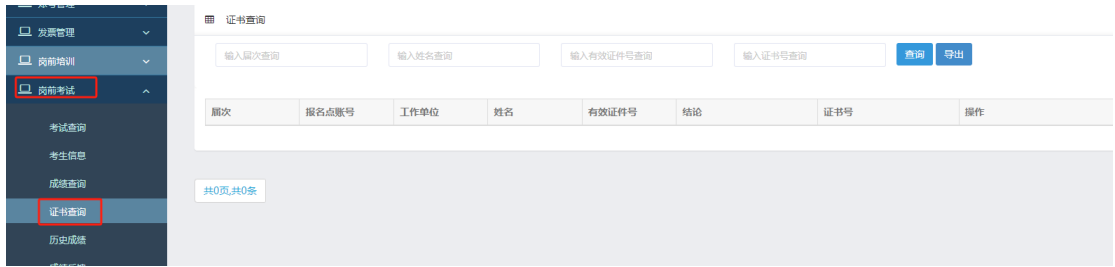 证书查询
发票管理
输入届次查询 输入姓名查询 输入有效证件号查询 输入证书号查询 查询 导出
岗前培训
岗前考试
届次 报名点账号 工作单位 姓名 有效证件号 结论 证书号 操作
考试查询
考生信息
成绩查询
共0页,共0条
证书查询
历史成绩